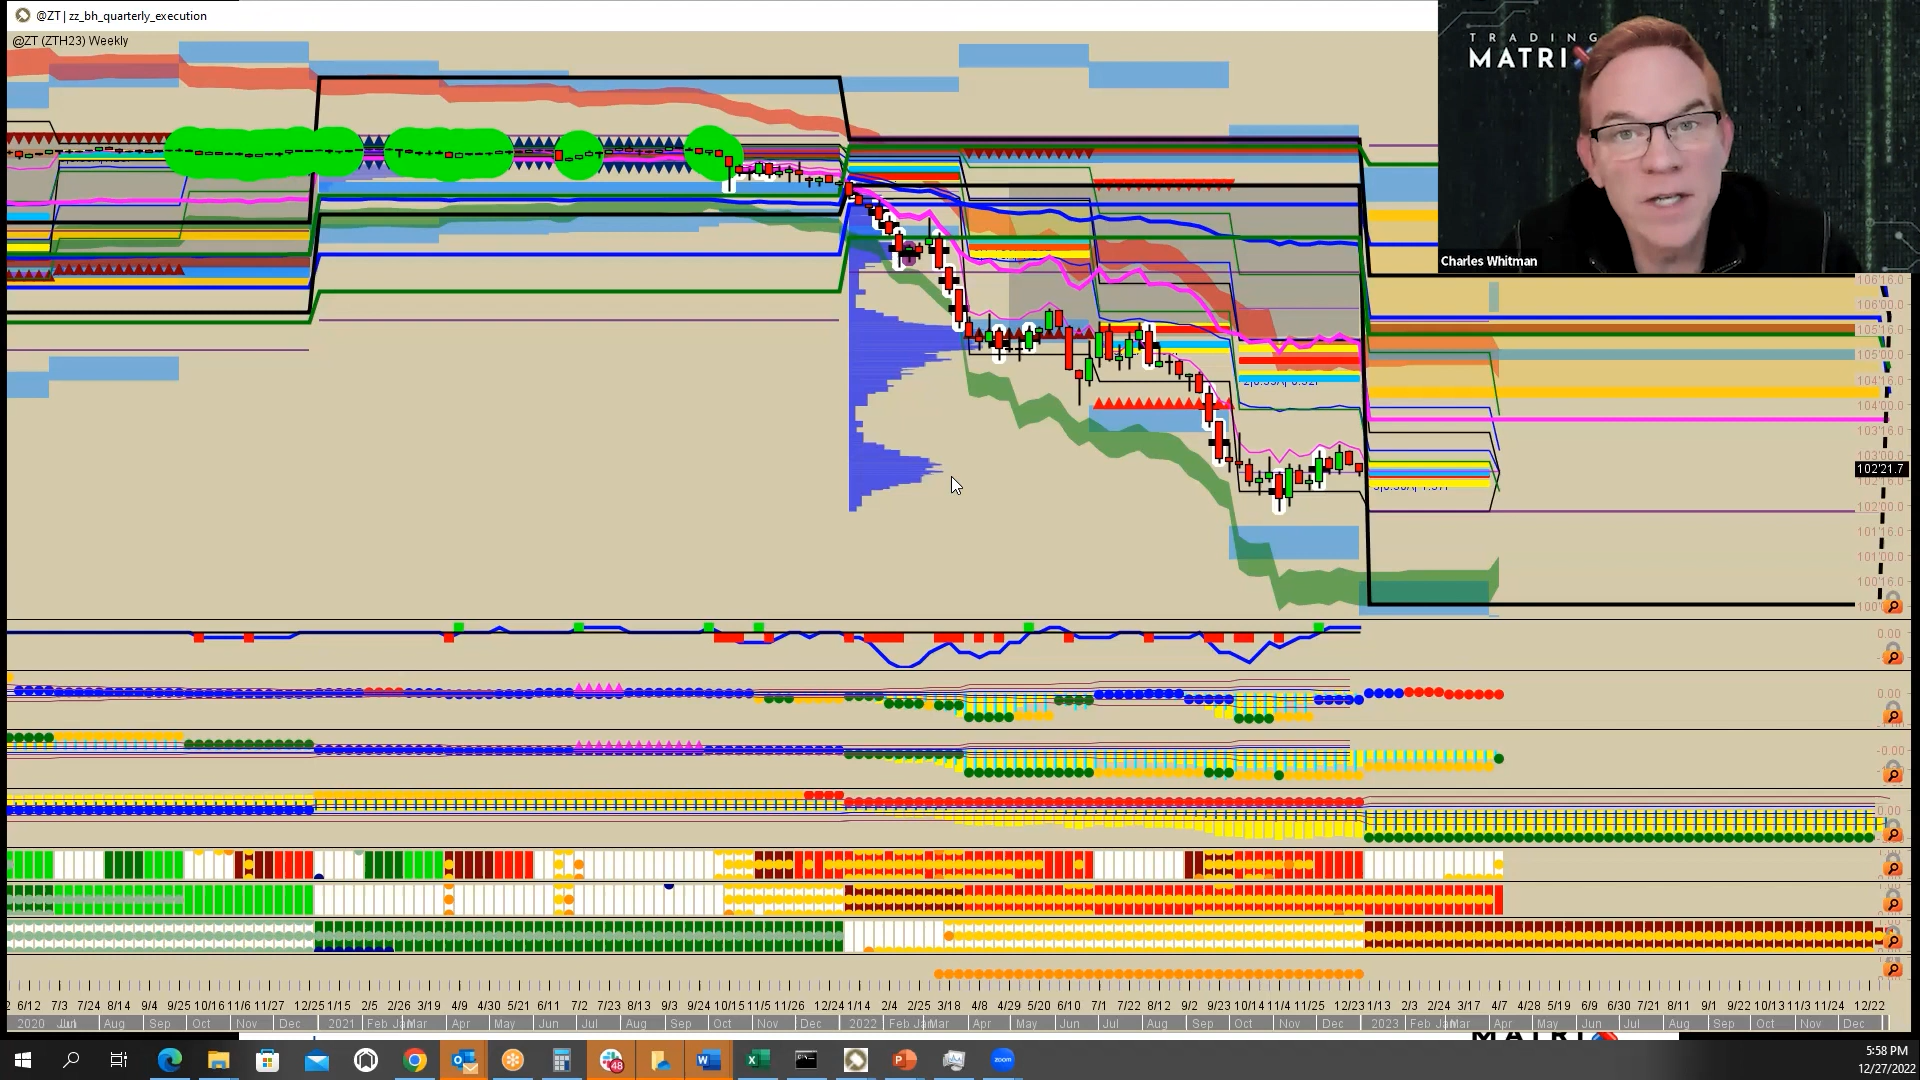 @ZT | zz_bh_quarterly_execution
@ZT (ZTH23) Weekly
TRADING
MATRI
Charles Whitman
106'16.0
106'00.0
105'16.0
105'00.0
104'16.0
104'00.0
103'16.0
103'00.0
102'21.7
102'16.0
102'00.0
101'16.0
101'00.0
100'16.0
0.00
0.00
-0.00
0.00
6/12 7/3 7/24 8/14 9/4 9/25 10/16 11/6 11/27 12/25 1/15 2/5 2/26 3/19 4/9 4/30 5/21 6/11 7/2 7/23 8/13 9/3 9/24 10/15 11/5 11/26 12/24 1/14 2/4 2/25 3/18 4/8 4/29 5/20 6/10 7/1 7/22 8/12 9/2 9/23 10/14 11/4 11/25 12/23 1/13 2/3 2/24 3/17 4/7 4/28 5/19 6/9 6/30 7/21 8/11 9/1 9/22 10/13 11/3 11/24 12/22
2020 Jul Aug Sep Oct Nov Dec 2021 Feb Mar Apr May Jun Jul Aug Sep Oct Nov Dec 2022 Feb Mar Apr May Jun Jul Aug Sep Oct Nov Dec 2023 Feb Mar Apr May Jun Jul Aug Sep Oct Nov Dec
48
zoom
5:58 PM
12/27/2022